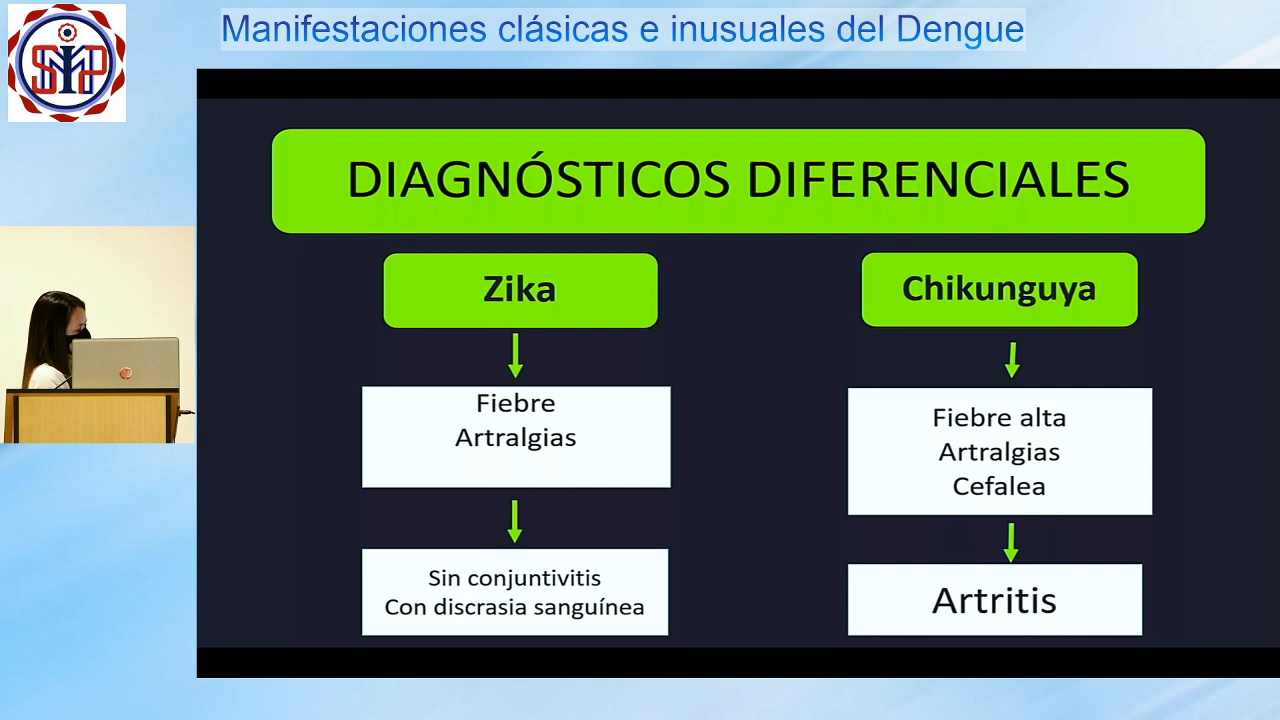 Manifestaciones clásicas e inusuales del Dengue
SMP
DIAGNÓSTICOS DIFERENCIALES
Zika
Fiebre
Artralgias
Sin conjuntivitis
Con discrasia sanguínea
Chikunguya
Fiebre alta
Artralgias
Cefalea
Artritis